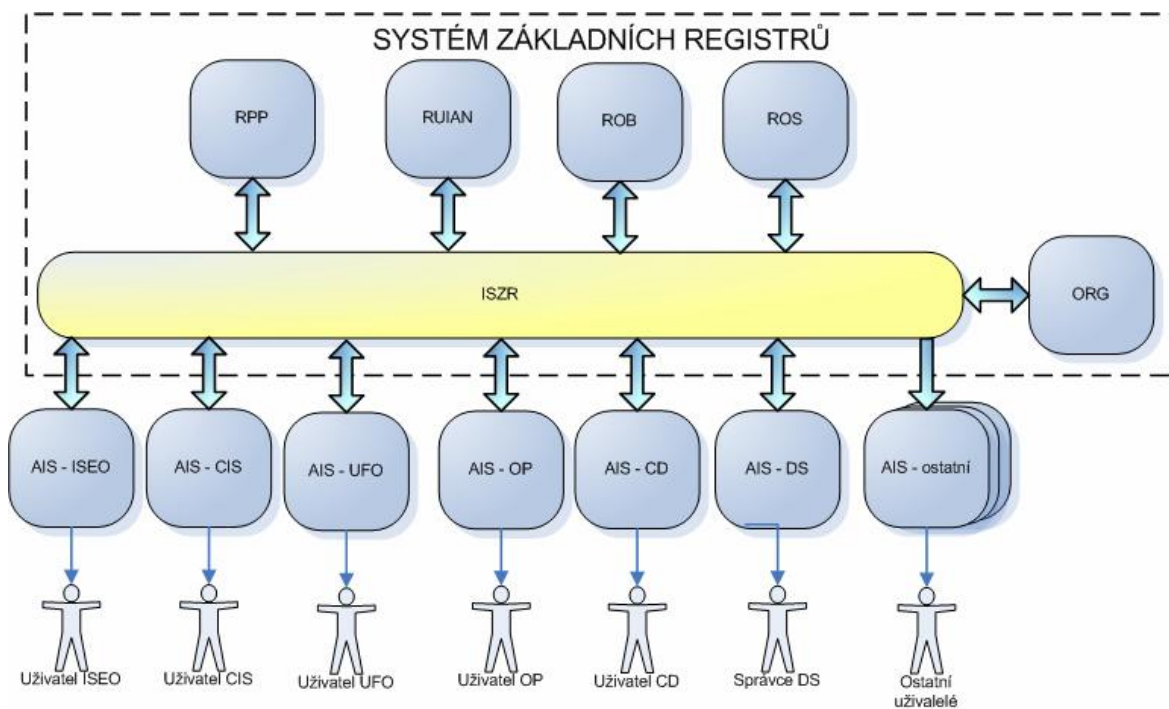 SYSTÉM ZÁKLADNÍCH REGISTRŮ
RPP
RUIAN
ROB
ROS
ISZR
ORG
AIS - ISEO
AIS - CIS
AIS - UFO
AIS - OP
AIS - CD
AIS - DS
AIS - ostatní
Uživatel ISEO
Uživatel CIS
Uživatel UFO
Uživatel OP
Uživatel CD
Správce DS
Ostatní
uživalelé